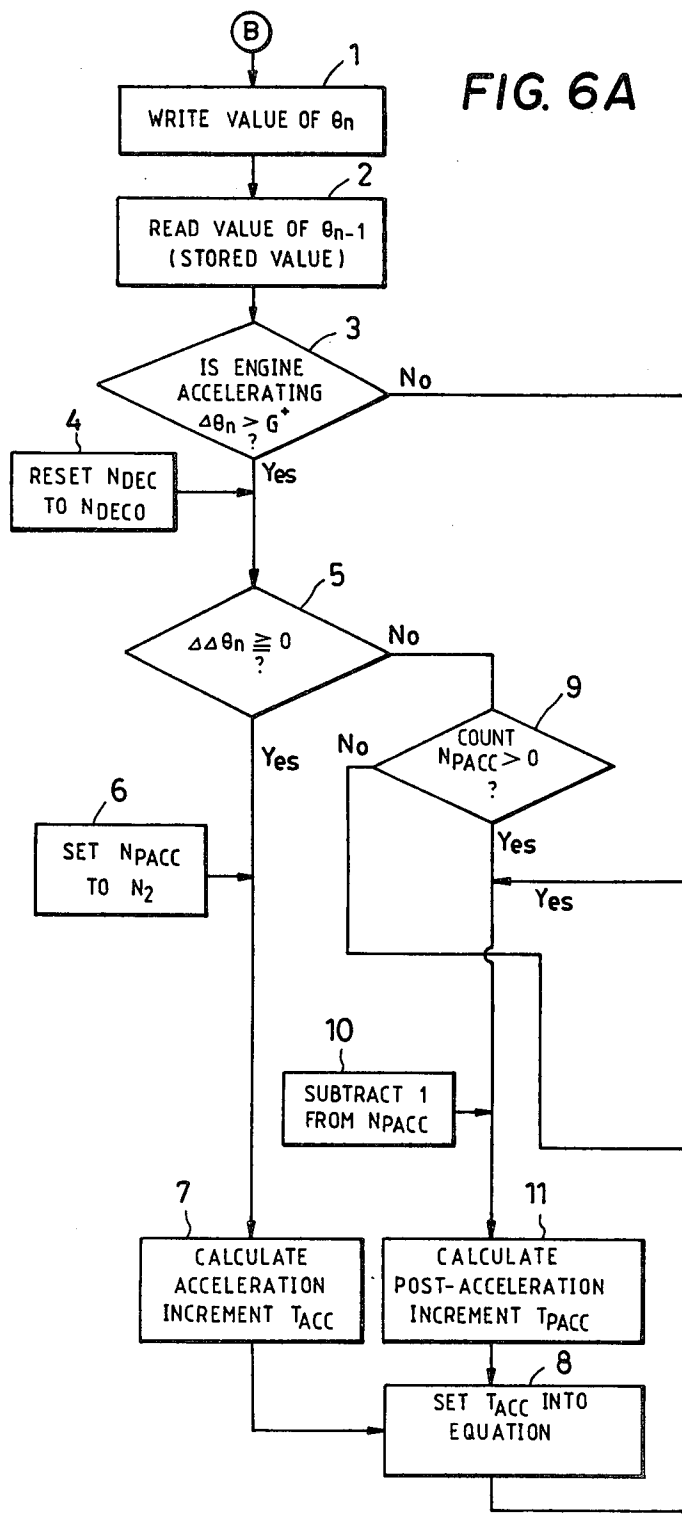 B
FIG. 6A
1
WRITE VALUE OF θn
2
READ VALUE OF θn-1
(STORED VALUE)
3
IS ENGINE
ACCELERATING
Δθn > G+
?
No
Yes
4
RESET NDEC
TO NDECO
5
ΔΔθn ≧ 0
?
No
Yes
9
COUNT
NPACC > 0
?
No
Yes
Yes
6
SET NPACC
TO N2
10
SUBTRACT 1
FROM NPACC
7
CALCULATE
ACCELERATION
INCREMENT TACC
11
CALCULATE
POST-ACCELERATION
INCREMENT TPACC
8
SET TACC INTO
EQUATION